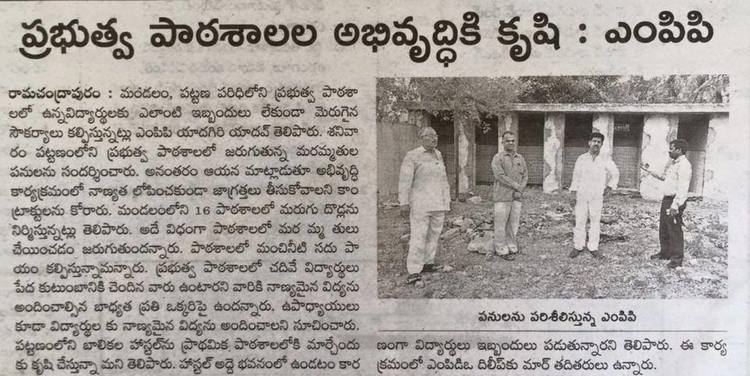 ప్రభుత్వ పాఠశాలల అభివృద్ధికి కృషి : ఎంపిపి
రామచంద్రాపురం : మండలం, పట్టణ పరిధిలోని ప్రభుత్వ పాఠశా
లలో ఉన్నవిద్యార్థులకు ఎలాంటి ఇబ్బందులు లేకుండా మెరుగైన
సౌకర్యాలు కల్పిస్తున్నట్లు ఎంపిపి యాదగిరి యాదవ్ తెలిపారు. శనివా
రం పట్టణంలోని ప్రభుత్వ పాఠశాలలో జరుగుతున్న మరమ్మతుల
పనులను సందర్శించారు. అనంతరం ఆయన మాట్లాడుతూ అభివృద్ధి
కార్యక్రమంలో నాణ్యత లోపించకుండా జాగ్రత్తలు తీసుకోవాలని కాం
ట్రాక్టులను కోరారు. మండలంలోని 16 పాఠశాలలో మరుగు దొడ్లను
నిర్మిస్తున్నట్లు తెలిపారు. అదే విధంగా పాఠశాలలో మర మ్మ తులు
చేయించడం జరుగుతుందన్నారు. పాఠశాలలో మంచినీటి సదు పా
యం కల్పిస్తున్నామన్నారు. ప్రభుత్వ పాఠశాలలో చదివే విద్యార్థులు
పేద కుటుంబానికి చెందిన వారు ఉంటారని వారికి నాణ్యమైన విద్యను
అందించాల్సిన బాధ్యత ప్రతి ఒక్కరిపై ఉందన్నారు. ఉపాధ్యాయులు
కూడా విద్యార్థుల కు నాణ్యమైన విద్యను అందించాలని సూచించారు.
పట్టణంలోని బాలికల హాస్టల్‌ను ప్రాథమిక పాఠశాలలోకి మార్చేందు
కు కృషి చేస్తున్నా మని తెలిపారు. హాస్టల్ అద్దె భవనంలో ఉండటం కార
పనులను పరిశీలిస్తున్న ఎంపిపి
ణంగా విద్యార్థులు ఇబ్బందులు పడుతున్నారని తెలిపారు. ఈ కార్య
క్రమంలో ఎంపిడిఒ దిలీప్‌కు మార్ తదితరులు ఉన్నారు.